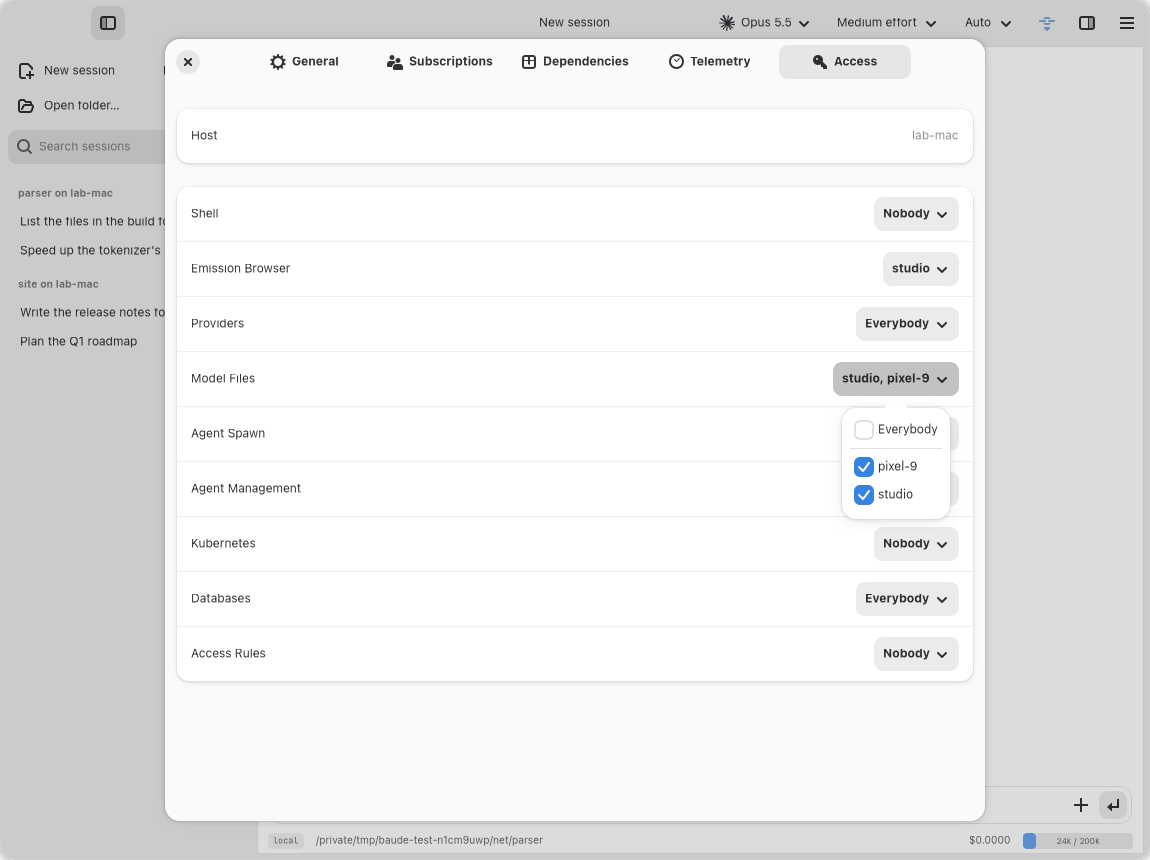 New session
Opus 5.5
Medium effort
Auto
New session
Open folder...
Search sessions
parser on lab-mac
List the files in the build
Speed up the tokenizer's
site on lab-mac
Write the release notes
Plan the Q1 roadmap
General
Subscriptions
Dependencies
Telemetry
Access
Host
lab-mac
Shell
Nobody
Emission Browser
studio
Providers
Everybody
Model Files
studio, pixel-9
Everybody
pixel-9
studio
Agent Spawn
Agent Management
Kubernetes
Nobody
Databases
Everybody
Access Rules
Nobody
local
/private/tmp/baude-test-n1cm9uwp/net/parser
$0.0000
24k / 200k